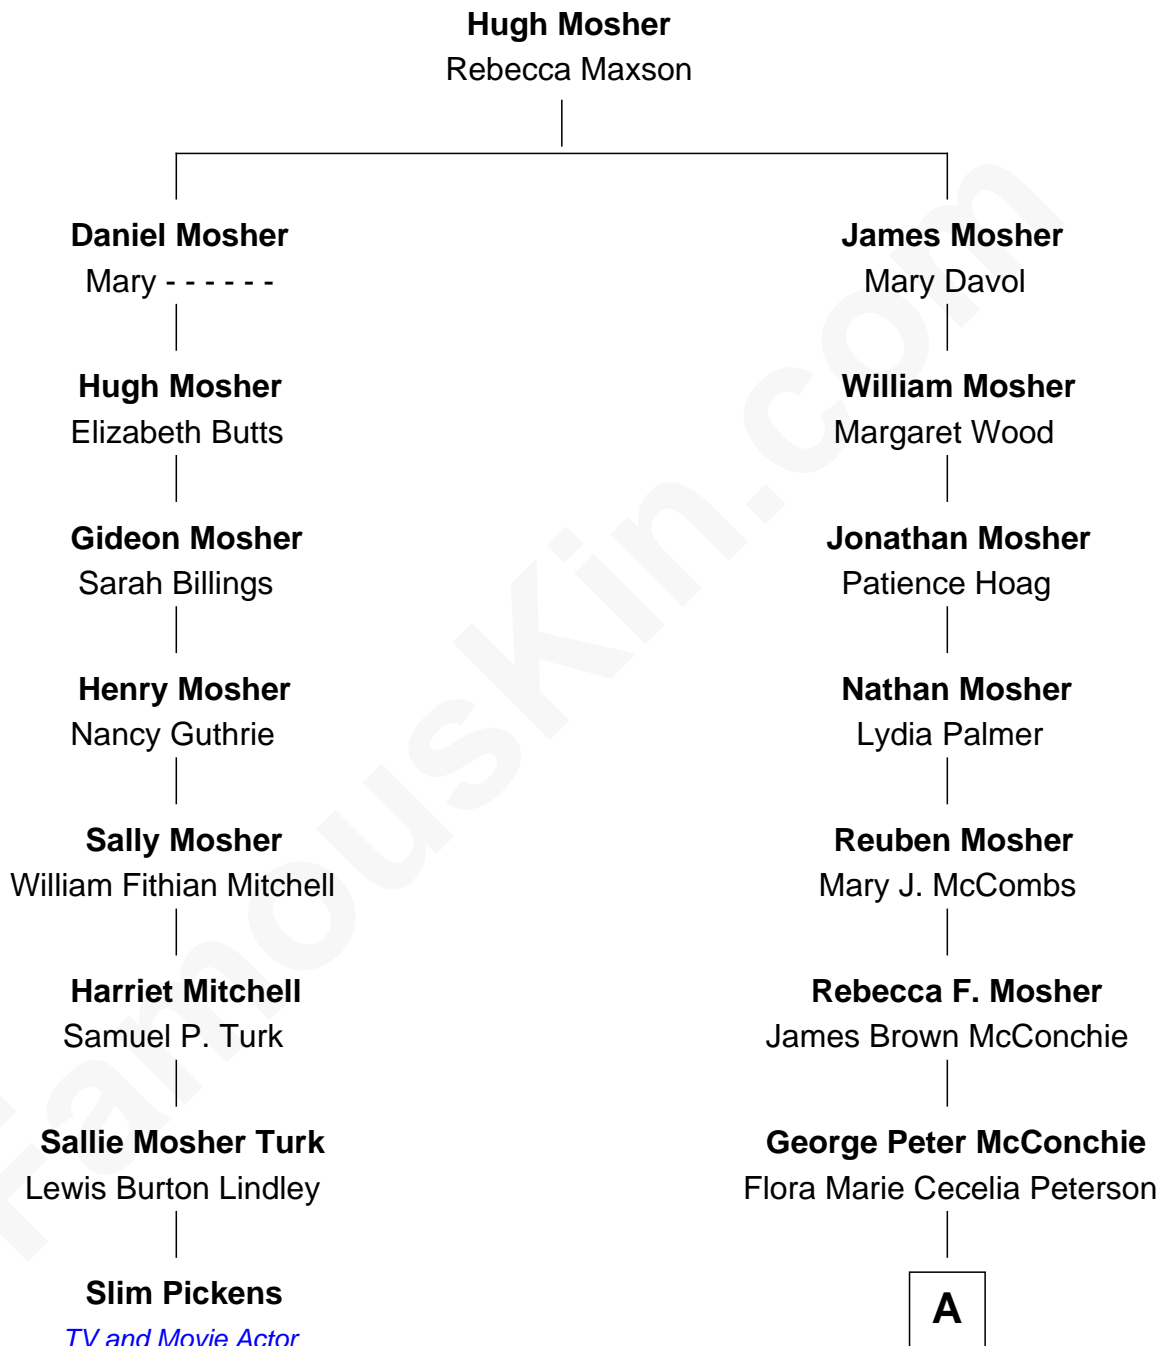 Hugh Mosher
Rebecca Maxson
Daniel Mosher
Mary - - - - - -
Hugh Mosher
Elizabeth Butts
Gideon Mosher
Sarah Billings
Henry Mosher
Nancy Guthrie
Sally Mosher
William Fithian Mitchell
Harriet Mitchell
Samuel P. Turk
Sallie Mosher Turk
Lewis Burton Lindley
Slim Pickens
TV and Movie Actor
James Mosher
Mary Davol
William Mosher
Margaret Wood
Jonathan Mosher
Patience Hoag
Nathan Mosher
Lydia Palmer
Reuben Mosher
Mary J. McCombs
Rebecca F. Mosher
James Brown McConchie
George Peter McConchie
Flora Marie Cecelia Peterson
A
FamousKin.com